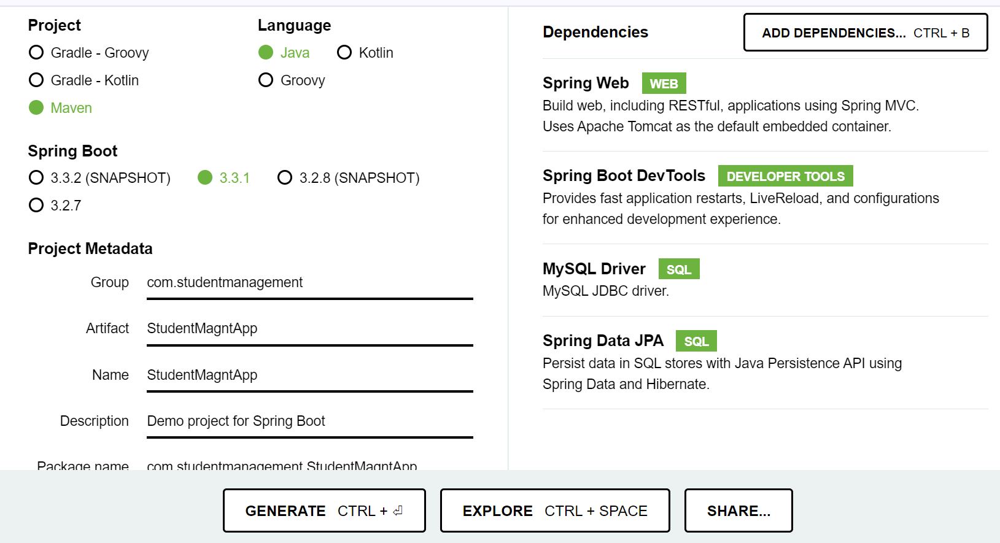 Project
Gradle - Groovy
Gradle - Kotlin
Maven
Language
Java Kotlin
Groovy
Spring Boot
3.3.2 (SNAPSHOT) 3.3.1 3.2.8 (SNAPSHOT)
3.2.7
Project Metadata
Group com.studentmanagement
Artifact StudentMagntApp
Name StudentMagntApp
Description Demo project for Spring Boot
Package name com.studentmanagement.StudentMagntApp
Dependencies
ADD DEPENDENCIES... CTRL + B
Spring Web WEB
Build web, including RESTful, applications using Spring MVC.
Uses Apache Tomcat as the default embedded container.
Spring Boot DevTools DEVELOPER TOOLS
Provides fast application restarts, LiveReload, and configurations
for enhanced development experience.
MySQL Driver SQL
MySQL JDBC driver.
Spring Data JPA SQL
Persist data in SQL stores with Java Persistence API using
Spring Data and Hibernate.
GENERATE CTRL + ⏎
EXPLORE CTRL + SPACE
SHARE...